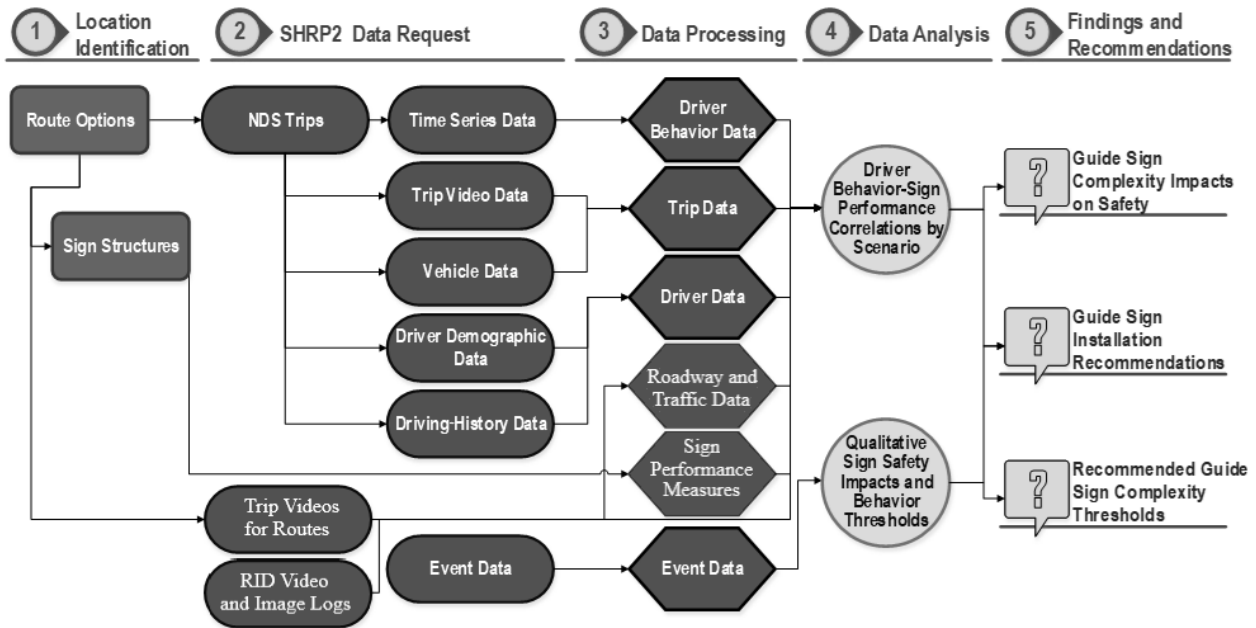 1
Location
Identification
2
SHRP2 Data Request
3
Data Processing
4
Data Analysis
5
Findings and
Recommendations
Route Options
NDS Trips
Time Series Data
Driver
Behavior Data
Trip Video Data
Trip Data
Sign Structures
Vehicle Data
Driver Data
Driver Demographic
Data
Roadway and
Traffic Data
Driving-History Data
Sign
Performance
Measures
Trip Videos
for Routes
RID Video
and Image Logs
Event Data
Event Data
Driver
Behavior-Sign
Performance
Correlations by
Scenario
Qualitative
Sign Safety
Impacts and
Behavior
Thresholds
?
Guide Sign
Complexity Impacts
on Safety
?
Guide Sign
Installation
Recommendations
?
Recommended Guide
Sign Complexity
Thresholds